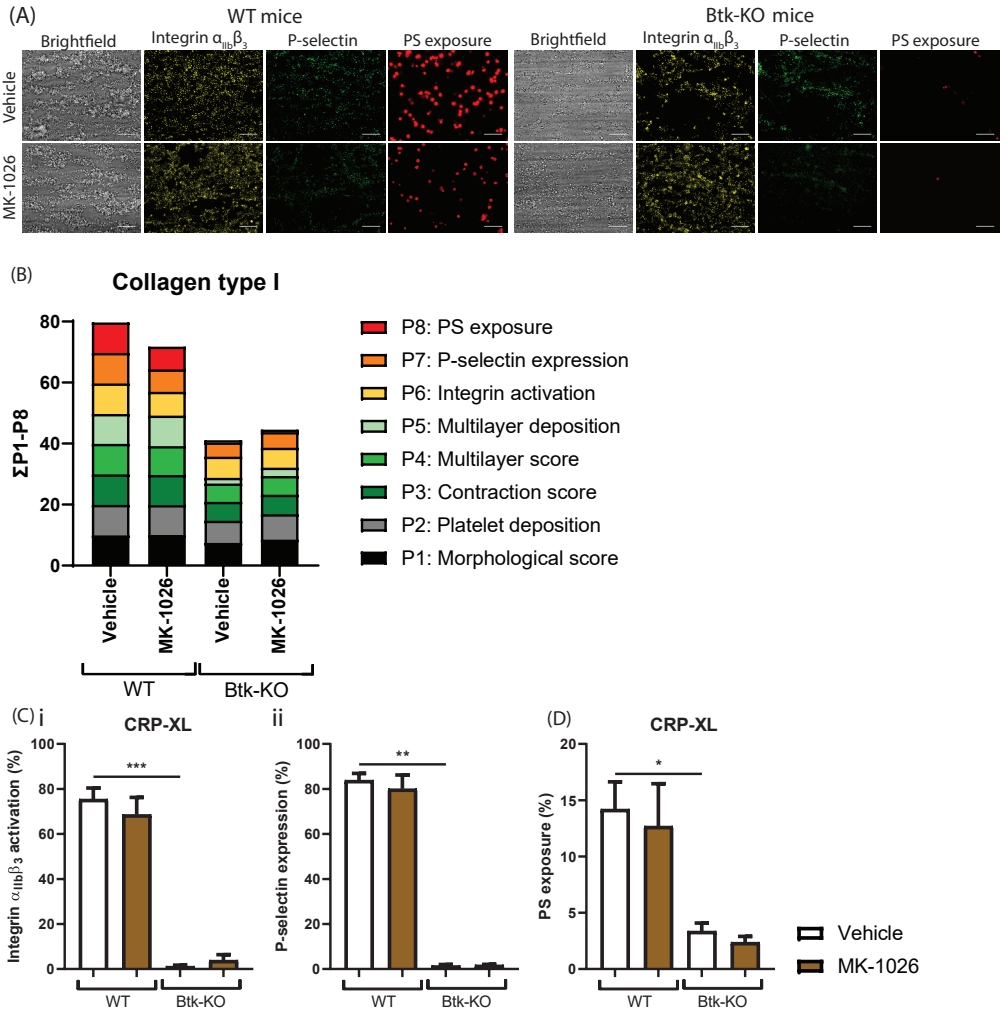 (A)
WT mice
Btk-KO mice
Brightfield Integrin αIIbβ3 P-selectin PS exposure Brightfield Integrin αIIbβ3 P-selectin PS exposure
Vehicle
MK-1026
(B)
Collagen type I
ΣP1-P8
80
60
40
20
0
Vehicle MK-1026 Vehicle MK-1026
WT Btk-KO
P8: PS exposure
P7: P-selectin expression
P6: Integrin activation
P5: Multilayer deposition
P4: Multilayer score
P3: Contraction score
P2: Platelet deposition
P1: Morphological score
(C) i
CRP-XL
Integrin αIIbβ3 activation (%)
100
80
60
40
20
0
***
WT Btk-KO
ii
P-selectin expression (%)
100
80
60
40
20
0
**
WT Btk-KO
(D)
CRP-XL
PS exposure (%)
20
15
10
5
0
*
WT Btk-KO
Vehicle
MK-1026